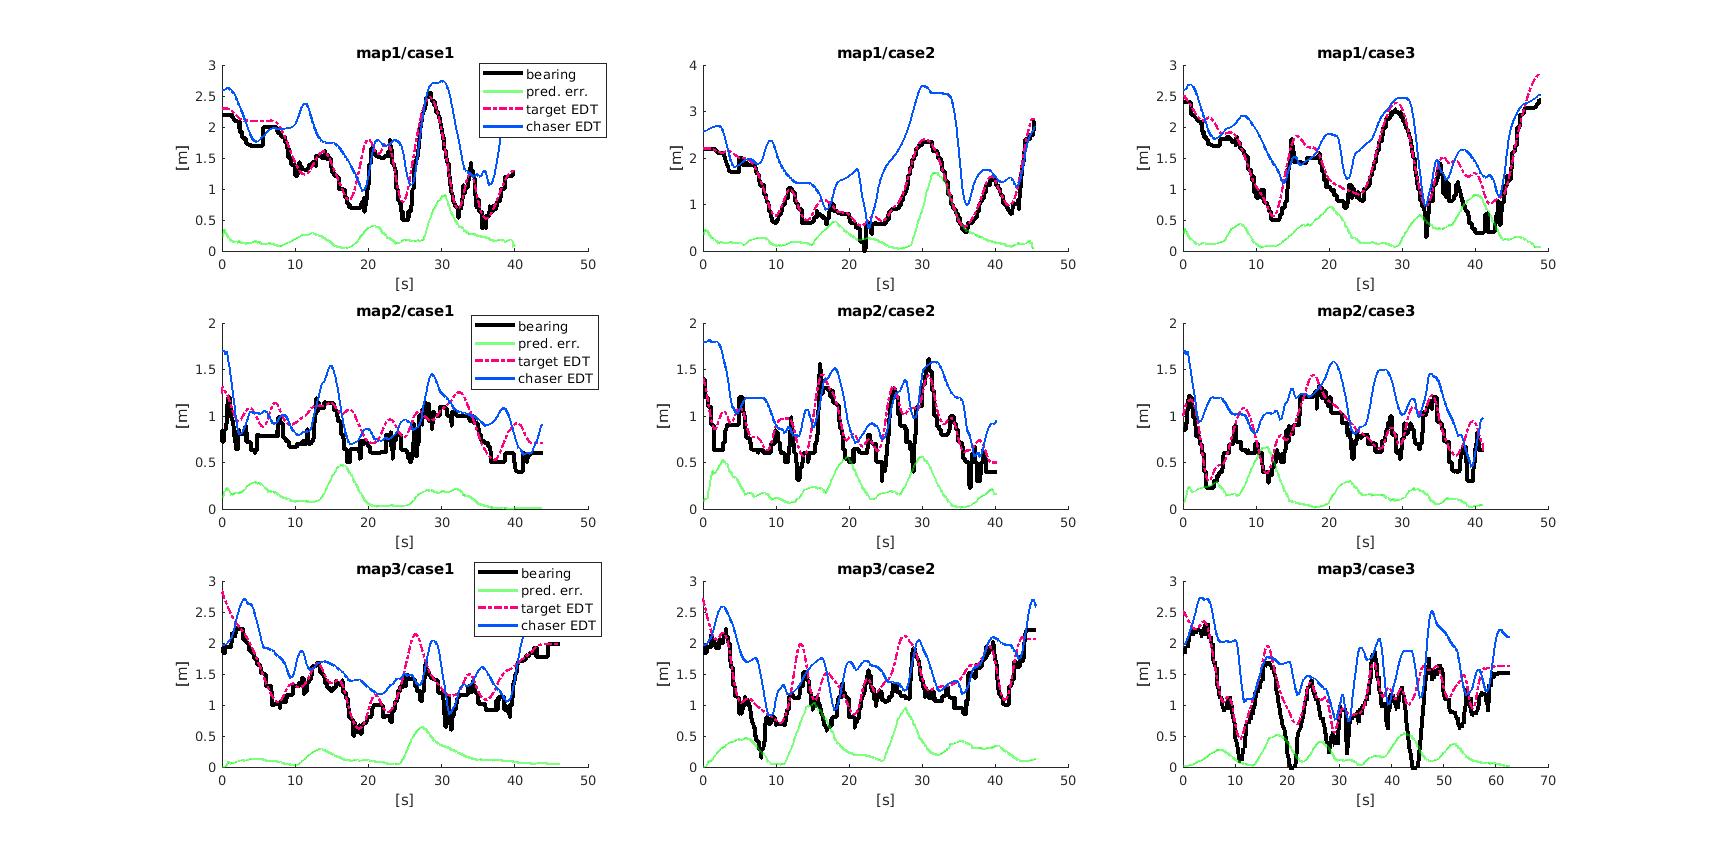 map1/case1
3
2.5
2
1.5
1
0.5
0
[m]
0 10 20 30 40 50
[s]
bearing
pred. err.
target EDT
chaser EDT
map1/case2
4
3
2
1
0
[m]
0 10 20 30 40 50
[s]
map1/case3
3
2.5
2
1.5
1
0.5
0
[m]
0 10 20 30 40 50
[s]
map2/case1
2
1.5
1
0.5
0
[m]
0 10 20 30 40 50
[s]
bearing
pred. err.
target EDT
chaser EDT
map2/case2
2
1.5
1
0.5
0
[m]
0 10 20 30 40 50
[s]
map2/case3
2
1.5
1
0.5
0
[m]
0 10 20 30 40 50
[s]
map3/case1
3
2.5
2
1.5
1
0.5
0
[m]
0 10 20 30 40 50
[s]
bearing
pred. err.
target EDT
chaser EDT
map3/case2
3
2.5
2
1.5
1
0.5
0
[m]
0 10 20 30 40 50
[s]
map3/case3
3
2.5
2
1.5
1
0.5
0
[m]
0 10 20 30 40 50 60 70
[s]